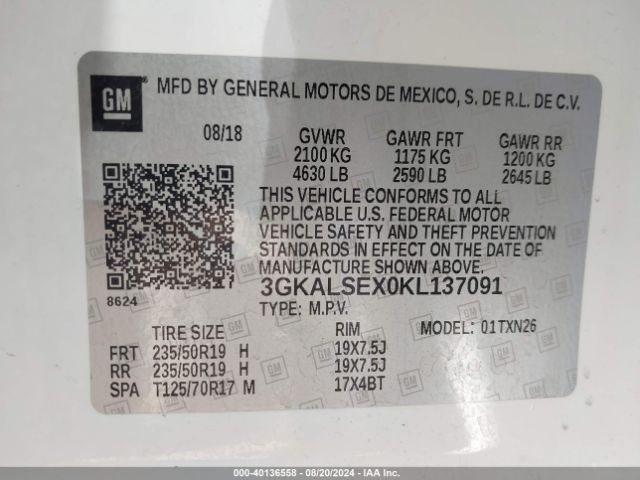 GM ® MFD BY GENERAL MOTORS DE MEXICO, S. DE R.L. DE C.V.
08/18 GVWR GAWR FRT GAWR RR
2100 KG 1175 KG 1200 KG
4630 LB 2590 LB 2645 LB
THIS VEHICLE CONFORMS TO ALL
APPLICABLE U.S. FEDERAL MOTOR
VEHICLE SAFETY AND THEFT PREVENTION
STANDARDS IN EFFECT ON THE DATE OF
MANUFACTURE SHOWN ABOVE.
8624
3GKALSEX0KL137091
TYPE: M.P.V. MODEL: 01TXN26
TIRE SIZE RIM
FRT 235/50R19 H 19X7.5J
RR 235/50R19 H 19X7.5J
SPA T125/70R17 M 17X4BT
000-40136558 - 08/20/2024 - IAA Inc.